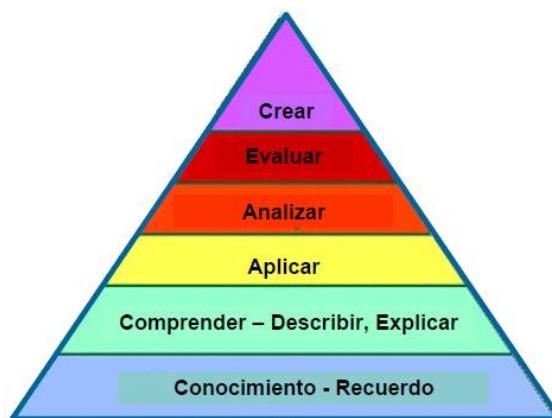 Crear
Evaluar
Analizar
Aplicar
Comprender – Describir, Explicar
Conocimiento - Recuerdo